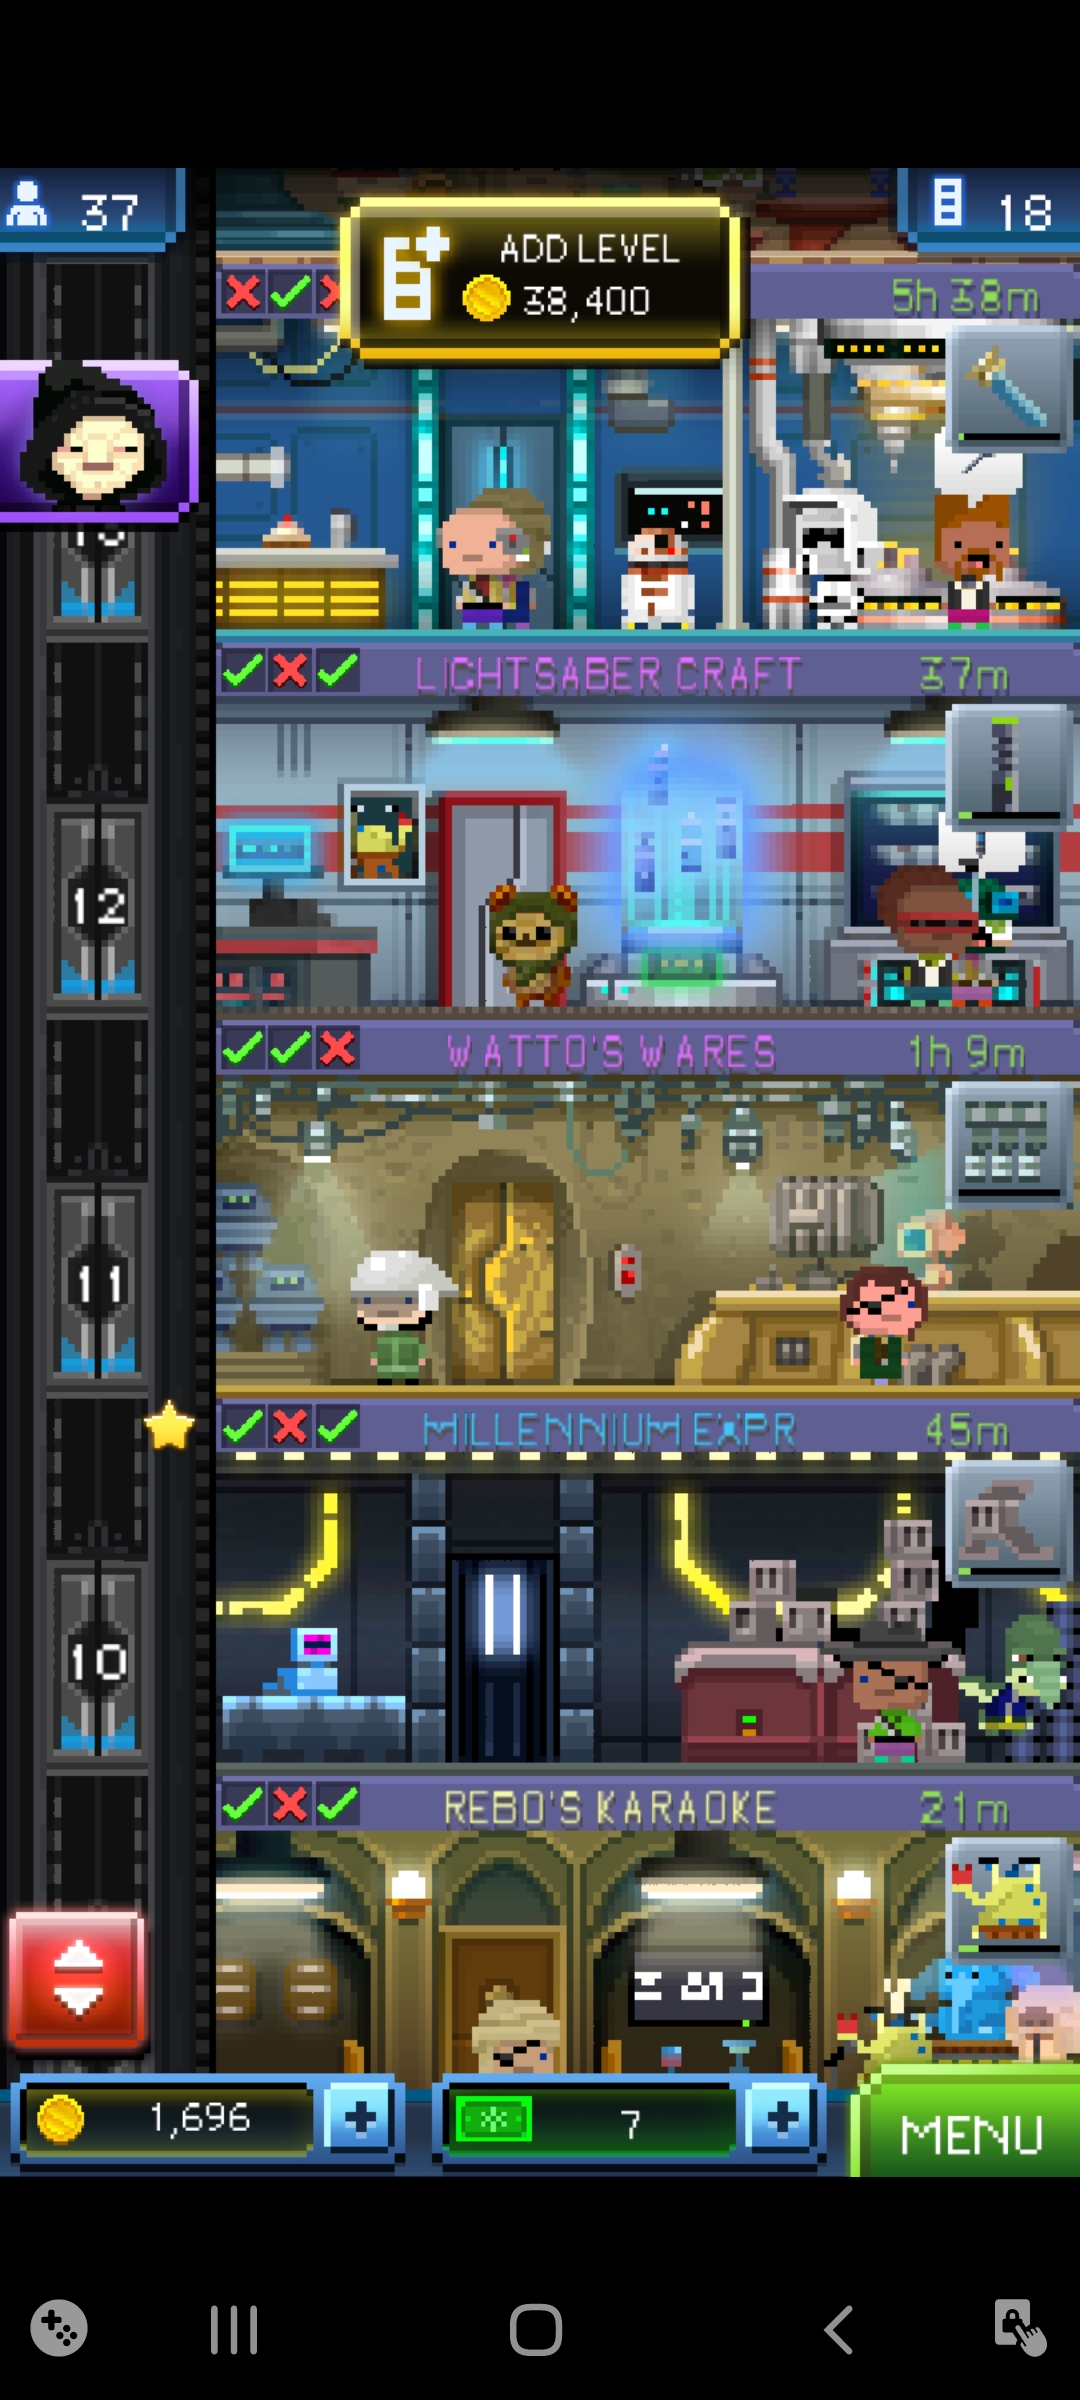 37
ADD LEVEL
38,400
18
5h 38m
LIGHTSABER CRAFT
37m
12
WATTO'S WARES
1h 9m
11
MILLENNIUM EXPR
45m
10
REBO'S KARAOKE
21m
1,696
7
MENU